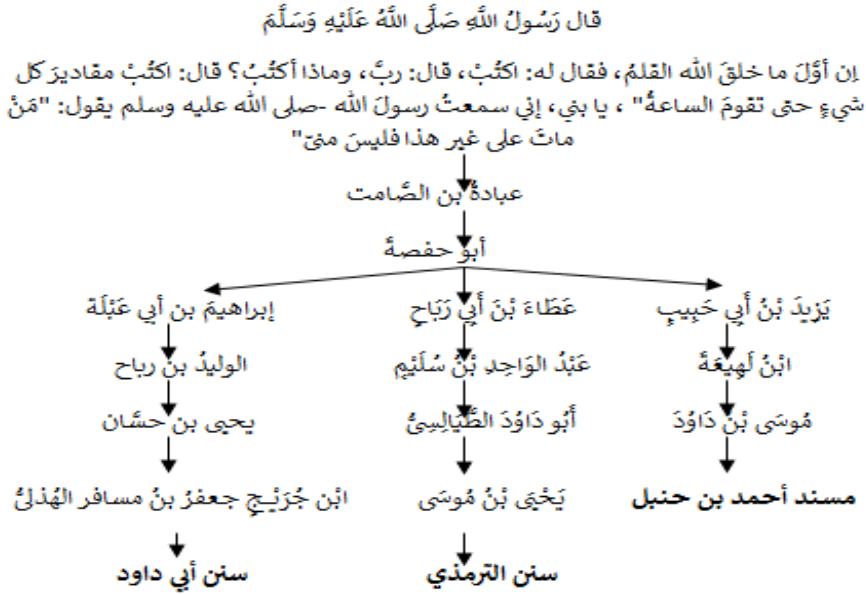 قال رَسُولُ اللَّهِ صَلَّى اللَّهُ عَلَيْهِ وَسَلَّمَ
إن أوَّلَ ما خلقَ الله القلمُ، فقال له: اكتُبْ، قال: ربَّ، وماذا أكتُبُ؟ قال: اكتُبْ مقاديرَ كل
شيءٍ حتى تقومَ الساعةُ" ، يا بني، إني سمعتُ رسولَ الله -صلى الله عليه وسلم يقول: "مَنْ
ماتَ على غير هذا فليسَ منيّ"
عبادةُ بن الصَّامت
أبو حفصةَ
يَزِيدَ بْنُ أَبِي حَبِيبٍ عَطَاءَ بْنَ أَبِي رَبَاحٍ إبراهيمَ بن أبي عَبْلَة
ابْنُ لَهِيعَةَ عَبْدُ الوَاحِدِ بْنُ سُلَيْمٍ الوليدُ بنُ رباح
مُوسَى بْنُ دَاوُدَ أَبُو دَاوُدَ الطَّيَالِسِيُّ يحيى بن حسَّان
مسند أحمد بن حنبل يَحْيَى بْنُ مُوسَى ابْن جُرَيْجٍ جعفرُ بنُ مسافر الهُذليُّ
سنن الترمذي سنن أبي داود